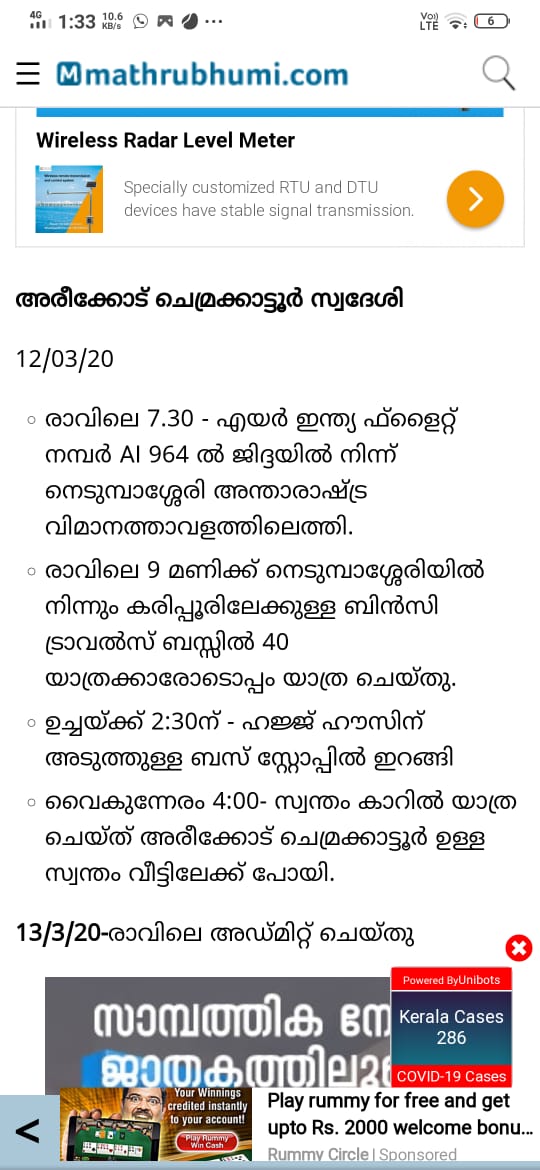 4G 1:33 10.6 KB/s ... Vo) LTE 6
mathrubhumi.com
Wireless Radar Level Meter
Specially customized RTU and DTU
devices have stable signal transmission.
അരീക്കോട് ചെമ്രക്കാട്ടൂർ സ്വദേശി
12/03/20
രാവിലെ 7.30 - എയർ ഇന്ത്യ ഫ്ളൈറ്റ്
നമ്പർ AI 964 ൽ ജിദ്ദയിൽ നിന്ന്
നെടുമ്പാശ്ശേരി അന്താരാഷ്ട്ര
വിമാനത്താവളത്തിലെത്തി.
രാവിലെ 9 മണിക്ക് നെടുമ്പാശ്ശേരിയിൽ
നിന്നും കരിപ്പൂരിലേക്കുള്ള ബിൻസി
ട്രാവൽസ് ബസ്സിൽ 40
യാത്രക്കാരോടൊപ്പം യാത്ര ചെയ്തു.
ഉച്ചയ്ക്ക് 2:30ന് - ഹജ്ജ് ഹൗസിന്
അടുത്തുള്ള ബസ് സ്റ്റോപ്പിൽ ഇറങ്ങി
വൈകുന്നേരം 4:00- സ്വന്തം കാറിൽ യാത്ര
ചെയ്ത് അരീക്കോട് ചെമ്രക്കാട്ടൂർ ഉള്ള
സ്വന്തം വീട്ടിലേക്ക് പോയി.
13/3/20-രാവിലെ അഡ്മിറ്റ് ചെയ്തു
Powered ByUnibots
സാമ്പത്തിക
Kerala Cases
286
COVID-19 Cases
Your Winnings
credited instantly
to your account!
Play Rummy
Win Cash
Play rummy for free and get
upto Rs. 2000 welcome bonu...
Rummy Circle | Sponsored